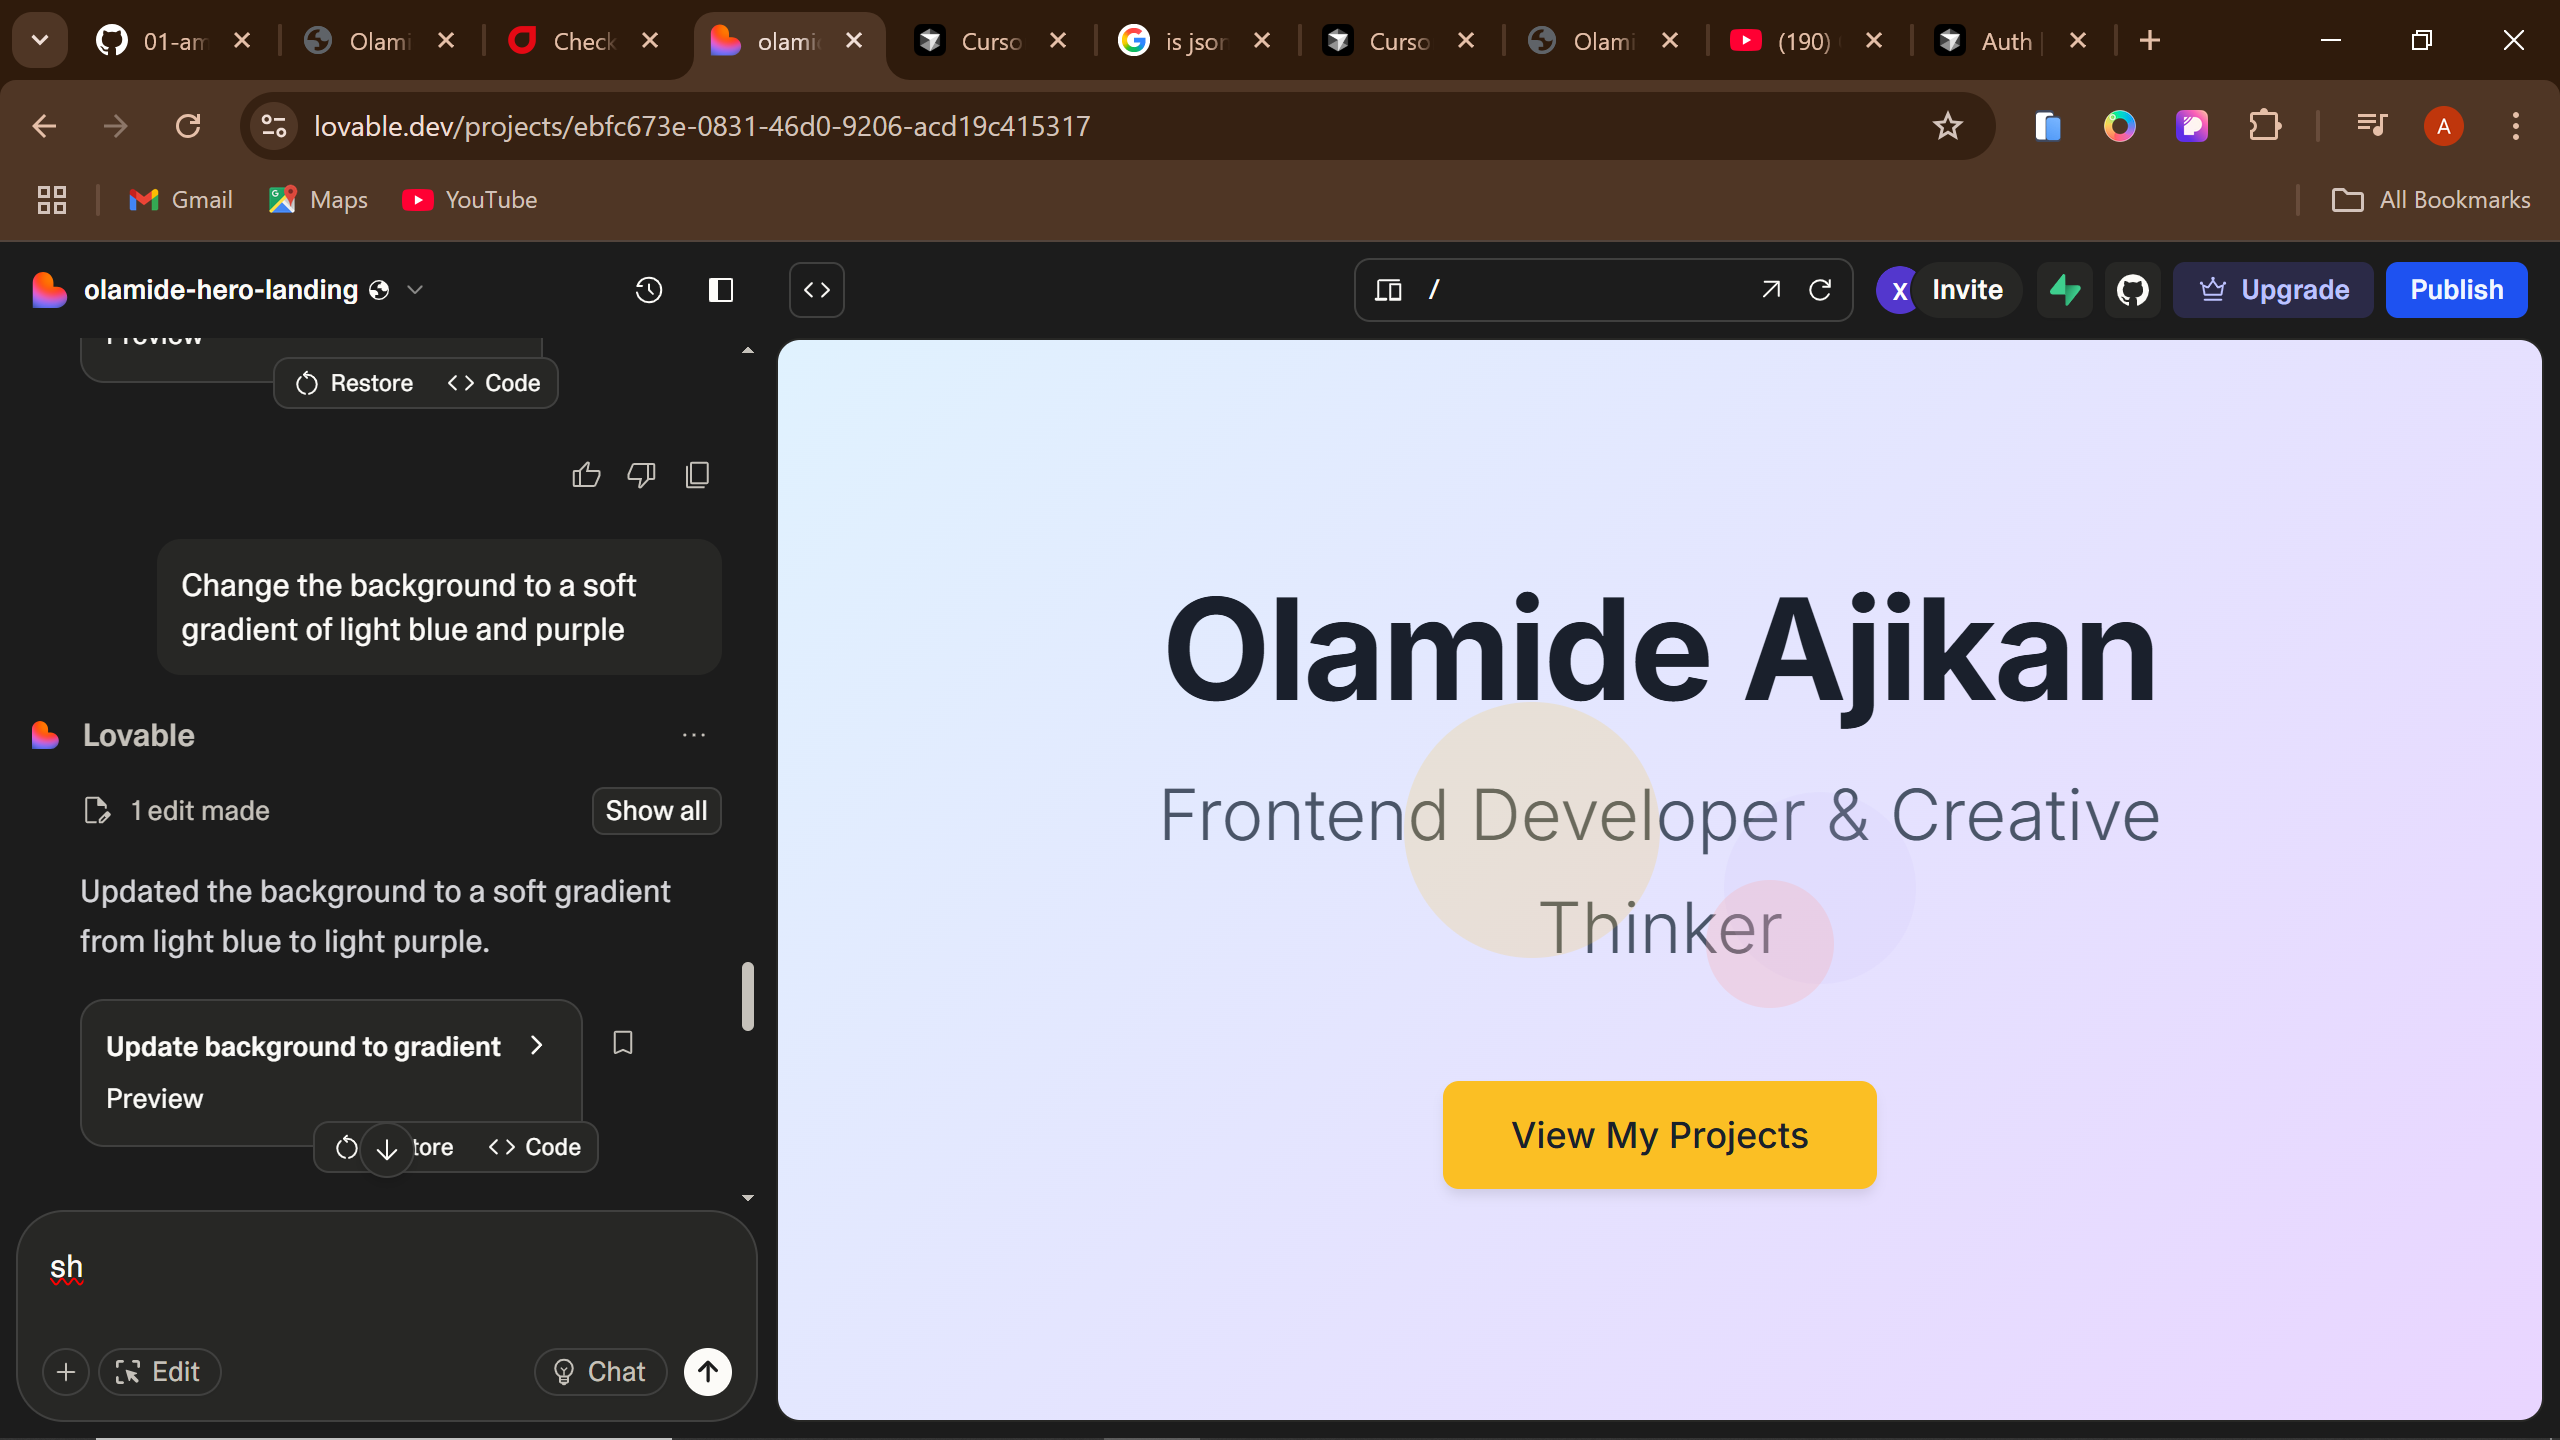 01-am
Olami
Check
olamic
Curso
is json
Curso
Olami
(190)
Auth |
lovable.dev/projects/ebfc673e-0831-46d0-9206-acd19c415317
A
Gmail
Maps
YouTube
All Bookmarks
olamide-hero-landing
/
X
Invite
Upgrade
Publish
Preview
Restore
Code
Change the background to a soft
gradient of light blue and purple
Lovable
1 edit made
Show all
Updated the background to a soft gradient
from light blue to light purple.
Update background to gradient
Preview
tore
Code
sh
Edit
Chat
Olamide Ajikan
Frontend Developer & Creative
Thinker
View My Projects